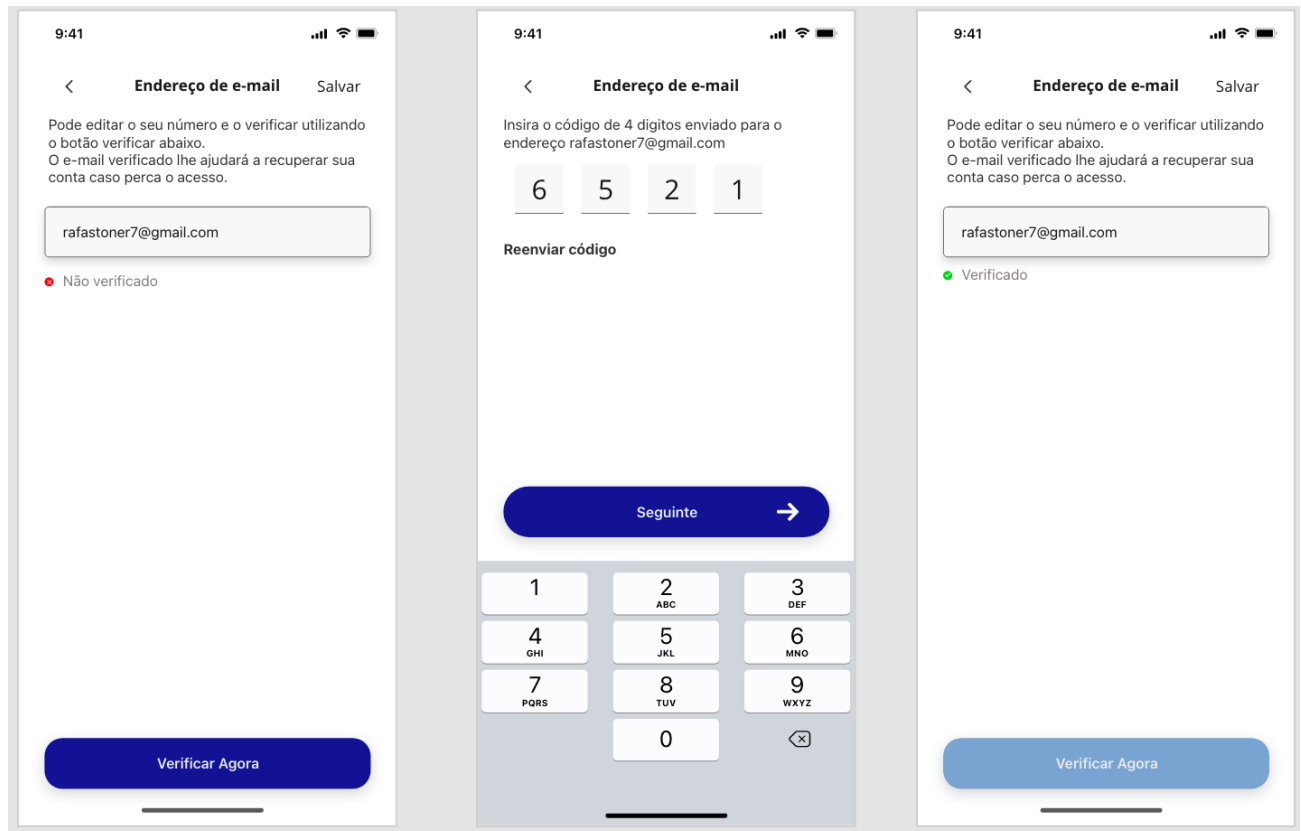 9:41
Endereço de e-mail
Salvar
Pode editar o seu número e o verificar utilizando
o botão verificar abaixo.
O e-mail verificado lhe ajudará a recuperar sua
conta caso perca o acesso.
rafastoner7@gmail.com
Não verificado
Verificar Agora
9:41
Endereço de e-mail
Insira o código de 4 digitos enviado para o
endereço rafastoner7@gmail.com
6 5 2 1
Reenviar código
Seguinte
1 2 3
ABC DEF
4 5 6
GHI JKL MNO
7 8 9
PQRS TUV WXYZ
0
9:41
Endereço de e-mail
Salvar
Pode editar o seu número e o verificar utilizando
o botão verificar abaixo.
O e-mail verificado lhe ajudará a recuperar sua
conta caso perca o acesso.
rafastoner7@gmail.com
Verificado
Verificar Agora